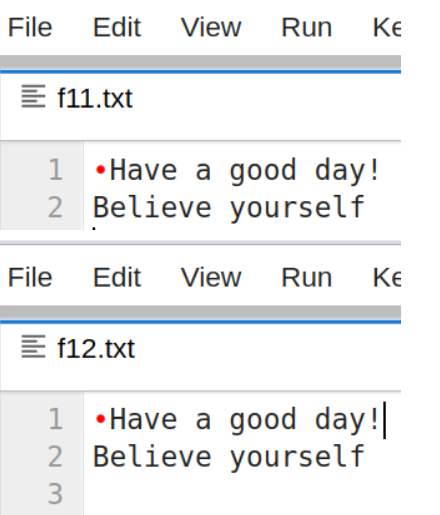 File Edit View Run Ke
f11.txt
1 •Have a good day!
2 Believe yourself
File Edit View Run Ke
f12.txt
1 •Have a good day!
2 Believe yourself
3